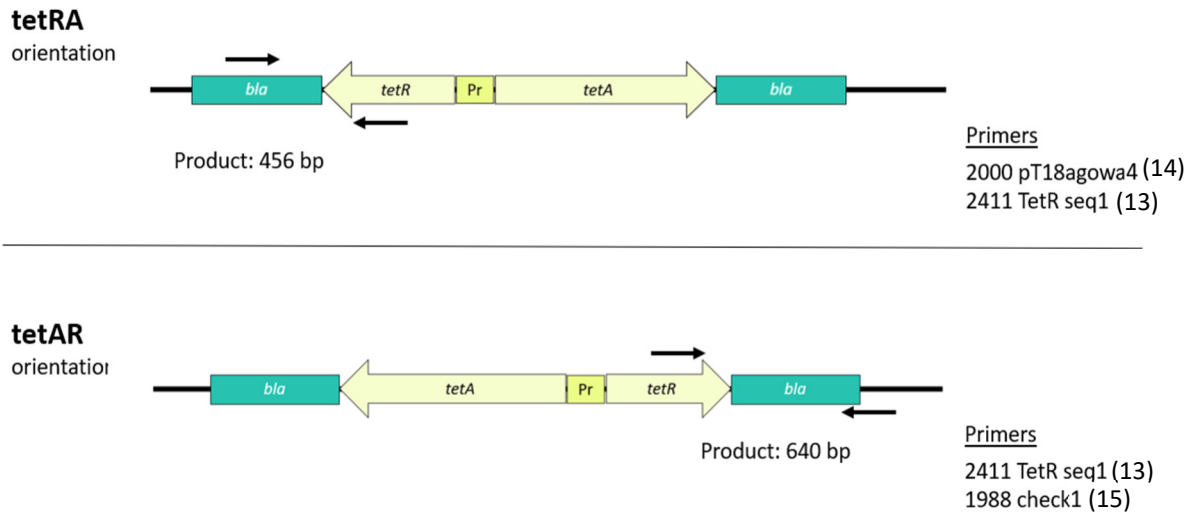 tetRA
orientation
bla tetR Pr tetA bla
Product: 456 bp
Primers
2000 pT18agowa4 (14)
2411 TetR seq1 (13)
tetAR
orientatior
bla tetA Pr tetR bla
Product: 640 bp
Primers
2411 TetR seq1 (13)
1988 check1 (15)